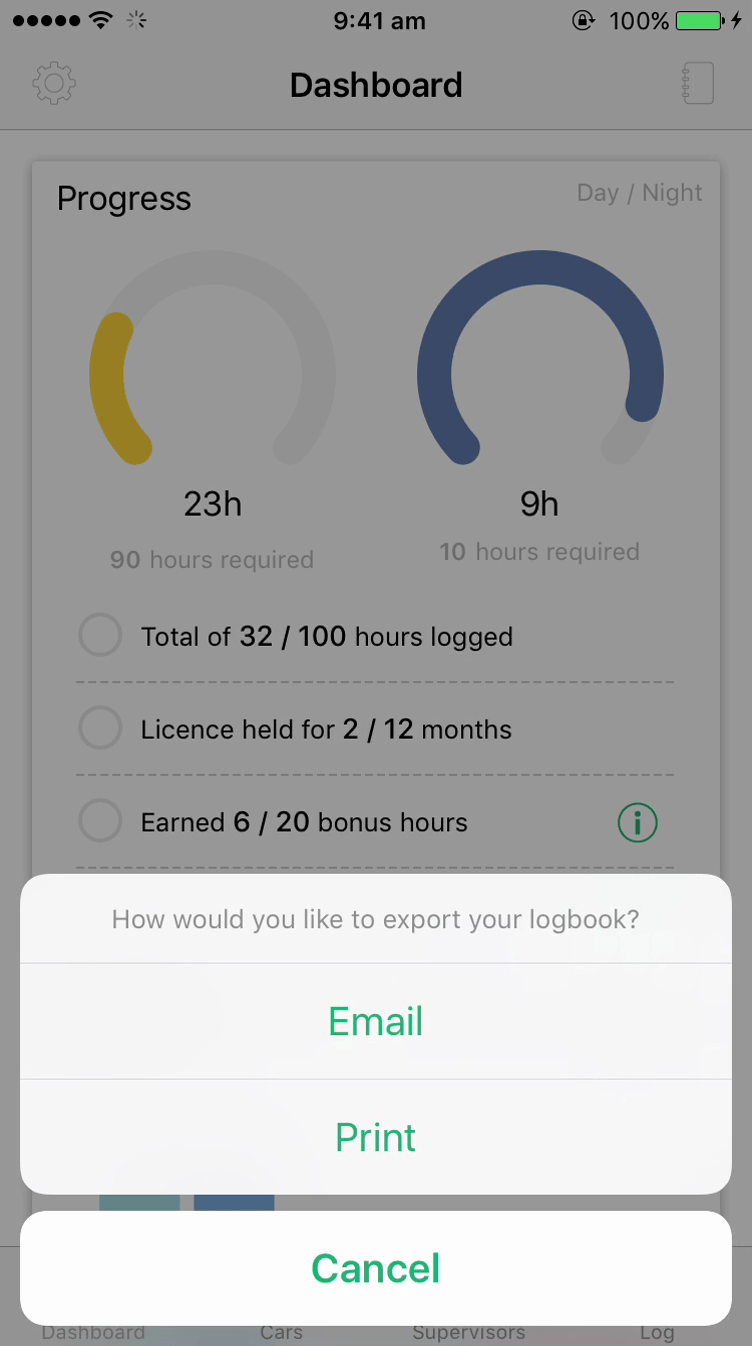 9:41 am 100%
Dashboard
Progress
Day / Night
23h 9h
90 hours required 10 hours required
Total of 32 / 100 hours logged
Licence held for 2 / 12 months
Earned 6 / 20 bonus hours i
How would you like to export your logbook?
Email
Print
Cancel
Dashboard Cars Supervisors Log